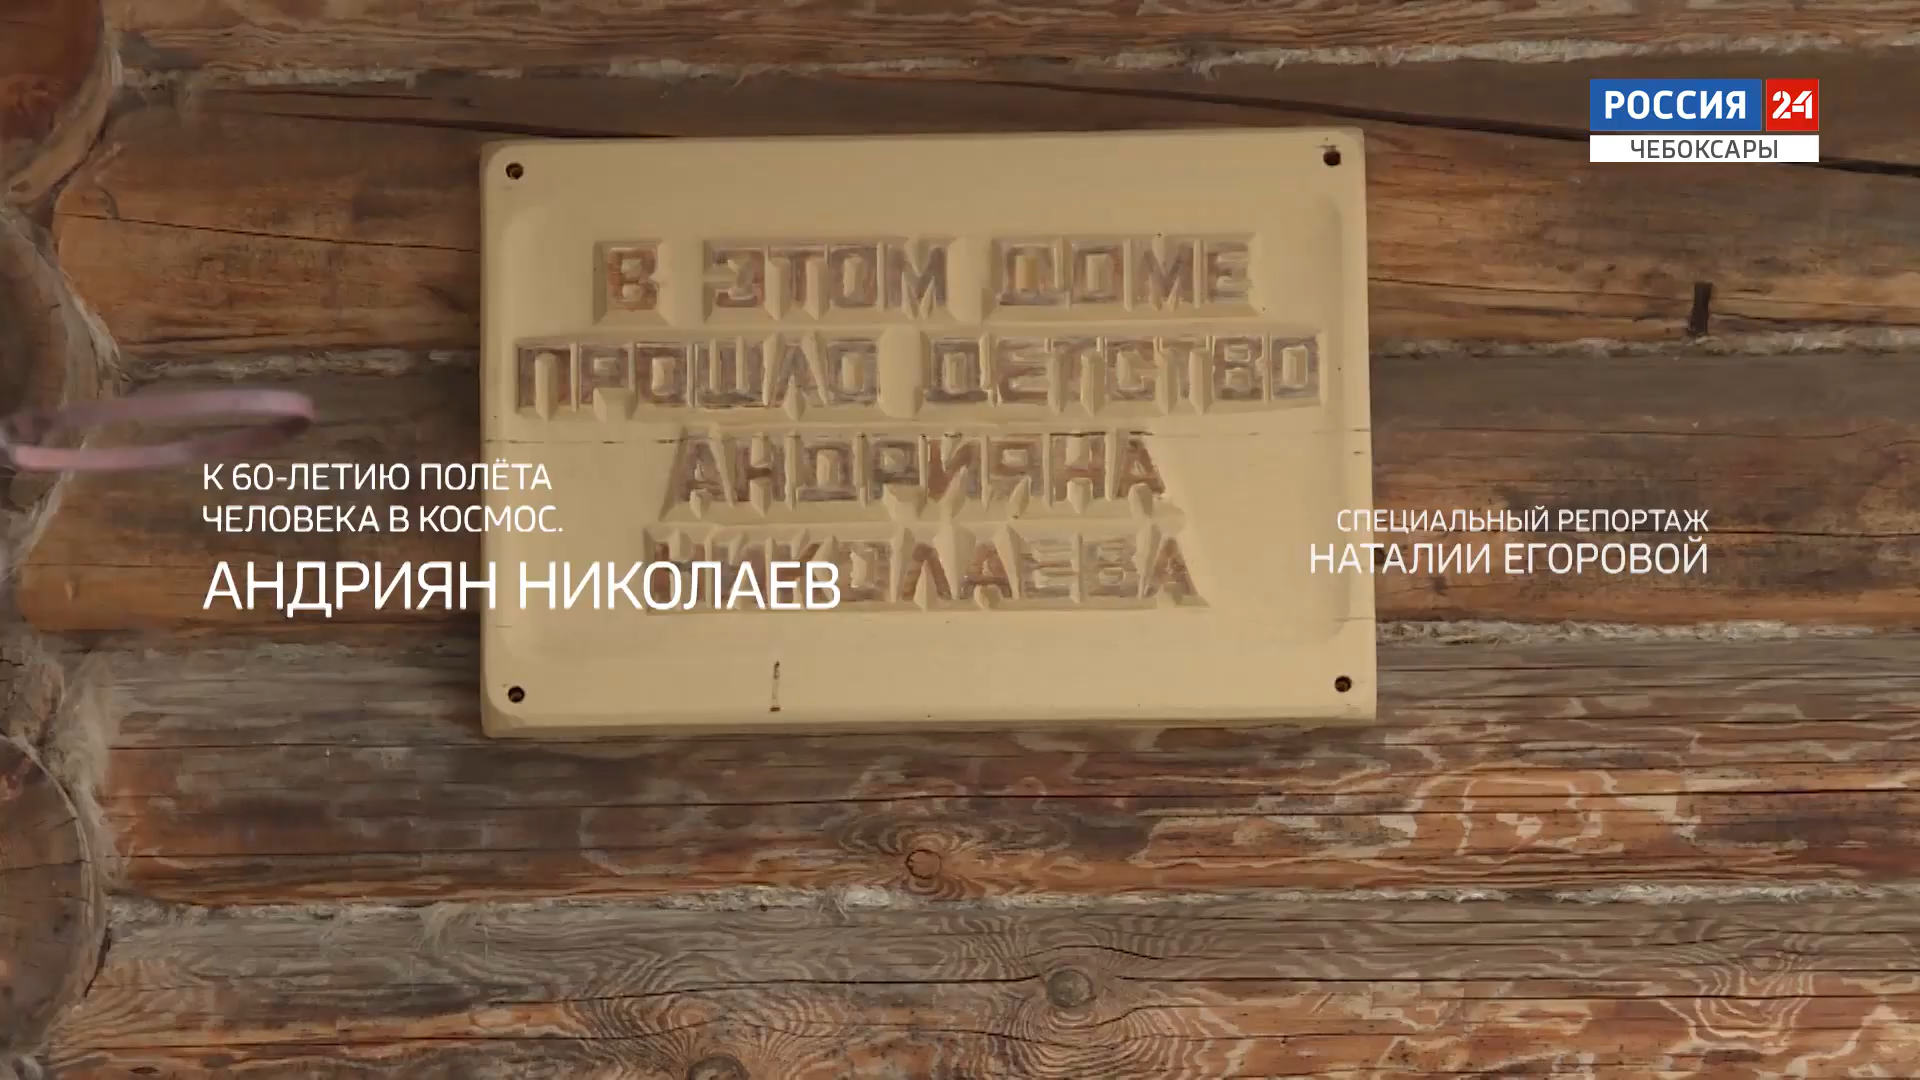 РОССИЯ 24
ЧЕБОКСАРЫ
В ЭТОМ ДОМЕ
ПРОШЛО ДЕТСТВО
АНДРИЯНА
НИКОЛАЕВА
К 60-ЛЕТИЮ ПОЛЁТА
ЧЕЛОВЕКА В КОСМОС.
АНДРИЯН НИКОЛАЕВ
СПЕЦИАЛЬНЫЙ РЕПОРТАЖ
НАТАЛИИ ЕГОРОВОЙ